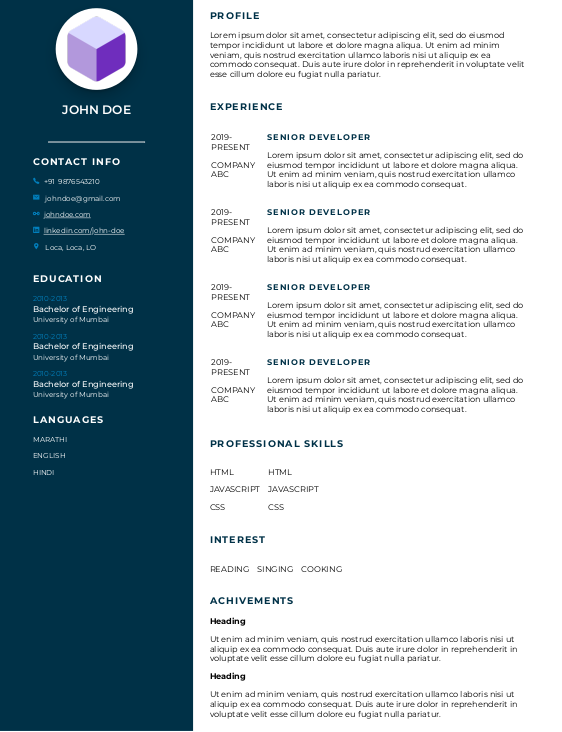 JOHN DOE
CONTACT INFO
+91 9876543210
johndoe@gmail.com
johndoe.com
linkedin.com/john-doe
Loca, Loca, LO
EDUCATION
2010-2013
Bachelor of Engineering
University of Mumbai
2010-2013
Bachelor of Engineering
University of Mumbai
2010-2013
Bachelor of Engineering
University of Mumbai
LANGUAGES
MARATHI
ENGLISH
HINDI
PROFILE
Lorem ipsum dolor sit amet, consectetur adipiscing elit, sed do eiusmod
tempor incididunt ut labore et dolore magna aliqua. Ut enim ad minim
veniam, quis nostrud exercitation ullamco laboris nisi ut aliquip ex ea
commodo consequat. Duis aute irure dolor in reprehenderit in voluptate velit
esse cillum dolore eu fugiat nulla pariatur.
EXPERIENCE
2019-
PRESENT
COMPANY
ABC
SENIOR DEVELOPER
Lorem ipsum dolor sit amet, consectetur adipiscing elit, sed do
eiusmod tempor incididunt ut labore et dolore magna aliqua.
Ut enim ad minim veniam, quis nostrud exercitation ullamco
laboris nisi ut aliquip ex ea commodo consequat.
2019-
PRESENT
COMPANY
ABC
SENIOR DEVELOPER
Lorem ipsum dolor sit amet, consectetur adipiscing elit, sed do
eiusmod tempor incididunt ut labore et dolore magna aliqua.
Ut enim ad minim veniam, quis nostrud exercitation ullamco
laboris nisi ut aliquip ex ea commodo consequat.
2019-
PRESENT
COMPANY
ABC
SENIOR DEVELOPER
Lorem ipsum dolor sit amet, consectetur adipiscing elit, sed do
eiusmod tempor incididunt ut labore et dolore magna aliqua.
Ut enim ad minim veniam, quis nostrud exercitation ullamco
laboris nisi ut aliquip ex ea commodo consequat.
2019-
PRESENT
COMPANY
ABC
SENIOR DEVELOPER
Lorem ipsum dolor sit amet, consectetur adipiscing elit, sed do
eiusmod tempor incididunt ut labore et dolore magna aliqua.
Ut enim ad minim veniam, quis nostrud exercitation ullamco
laboris nisi ut aliquip ex ea commodo consequat.
PROFESSIONAL SKILLS
HTML HTML
JAVASCRIPT JAVASCRIPT
CSS CSS
INTEREST
READING SINGING COOKING
ACHIVEMENTS
Heading
Ut enim ad minim veniam, quis nostrud exercitation ullamco laboris nisi ut
aliquip ex ea commodo consequat. Duis aute irure dolor in reprehenderit in
voluptate velit esse cillum dolore eu fugiat nulla pariatur.
Heading
Ut enim ad minim veniam, quis nostrud exercitation ullamco laboris nisi ut
aliquip ex ea commodo consequat. Duis aute irure dolor in reprehenderit in
voluptate velit esse cillum dolore eu fugiat nulla pariatur.